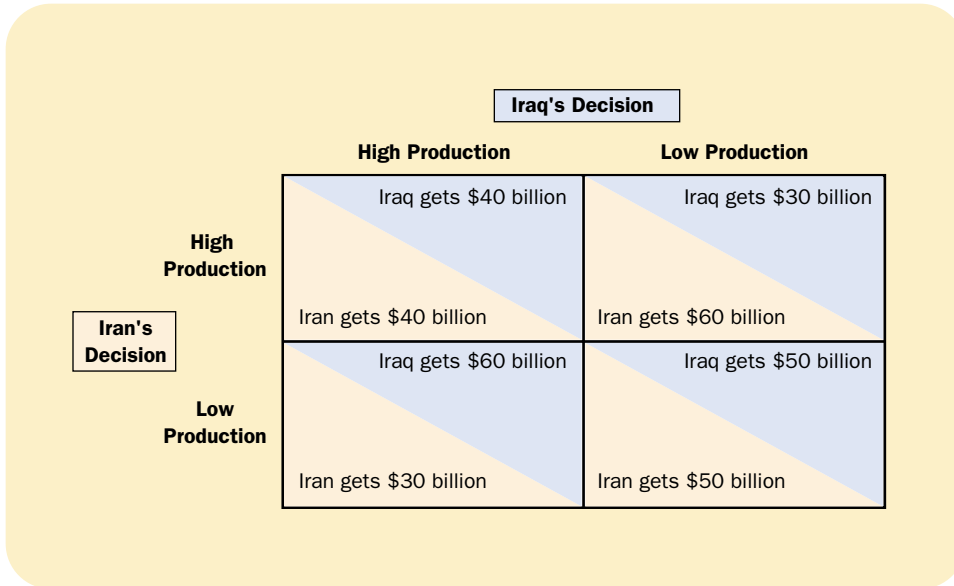 Iraq's Decision
High Production
Low Production
High
Production
Iraq gets $40 billion
Iran gets $40 billion
Iraq gets $30 billion
Iran gets $60 billion
Iran's
Decision
Low
Production
Iraq gets $60 billion
Iran gets $30 billion
Iraq gets $50 billion
Iran gets $50 billion